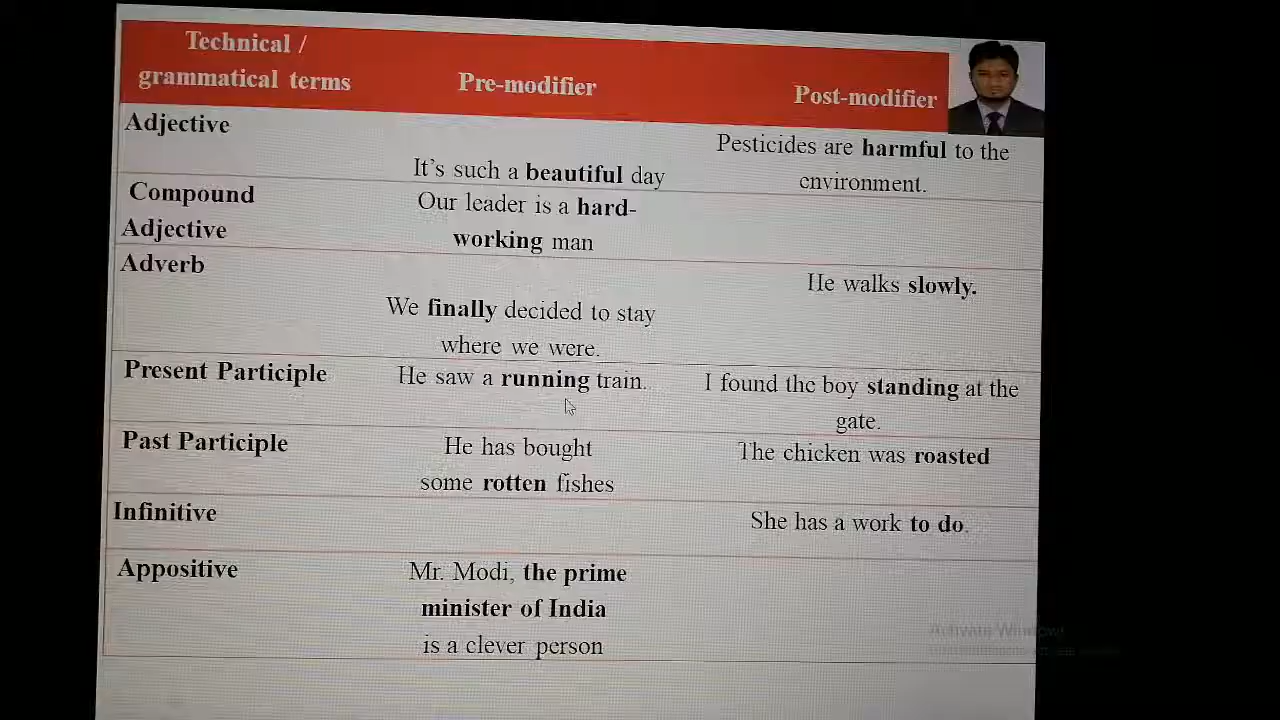 Technical /
grammatical terms
Pre-modifier
Post-modifier
Adjective
It's such a beautiful day
Pesticides are harmful to the
environment.
Compound
Adjective
Our leader is a hard-
working man
Adverb
We finally decided to stay
where we were.
He walks slowly.
Present Participle
He saw a running train.
I found the boy standing at the
gate.
Past Participle
He has bought
some rotten fishes
The chicken was roasted
Infinitive
She has a work to do.
Appositive
Mr. Modi, the prime
minister of India
is a clever person
Activate Windows